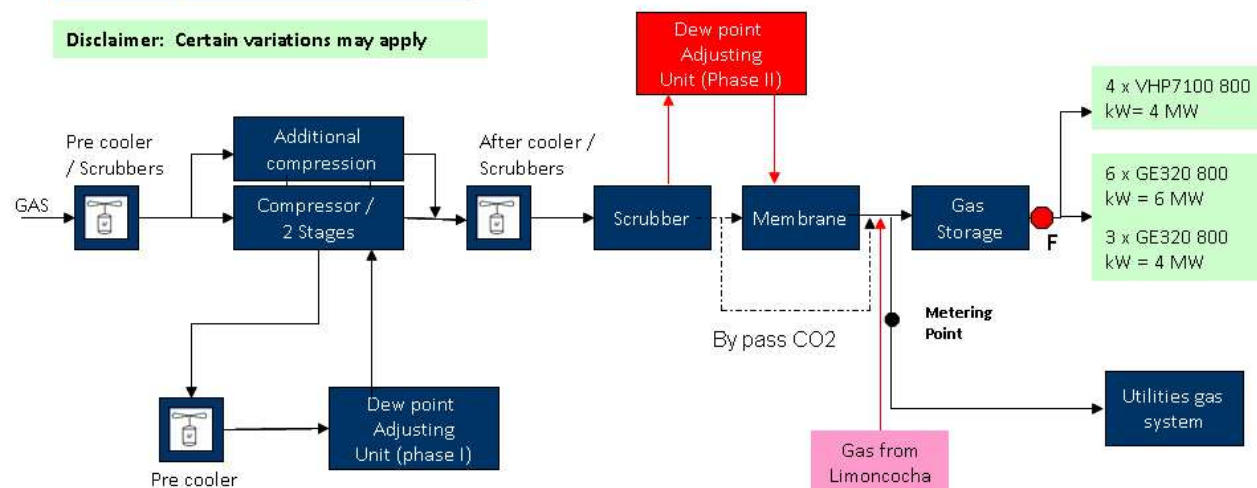 Disclaimer: Certain variations may apply
Dew point
Adjusting
Unit (Phase II)
4 x VHP7100 800
kW= 4 MW
Pre cooler
/ Scrubbers
Additional
compression
After cooler /
Scrubbers
6 x GE320 800
kW = 6 MW
GAS
Compressor /
2 Stages
Scrubber
Membrane
Gas
Storage
F
3 x GE320 800
kW = 4 MW
Metering
Point
By pass CO2
Dew point
Adjusting
Unit (phase I)
Utilities gas
system
Pre cooler
Gas from
Limoncocha